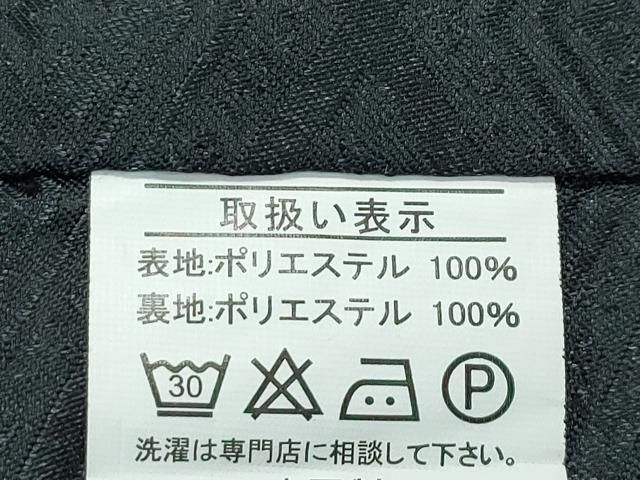 取扱い表示
表地:ポリエステル 100%
裏地:ポリエステル 100%
30 P
洗濯は専門店に相談して下さい。